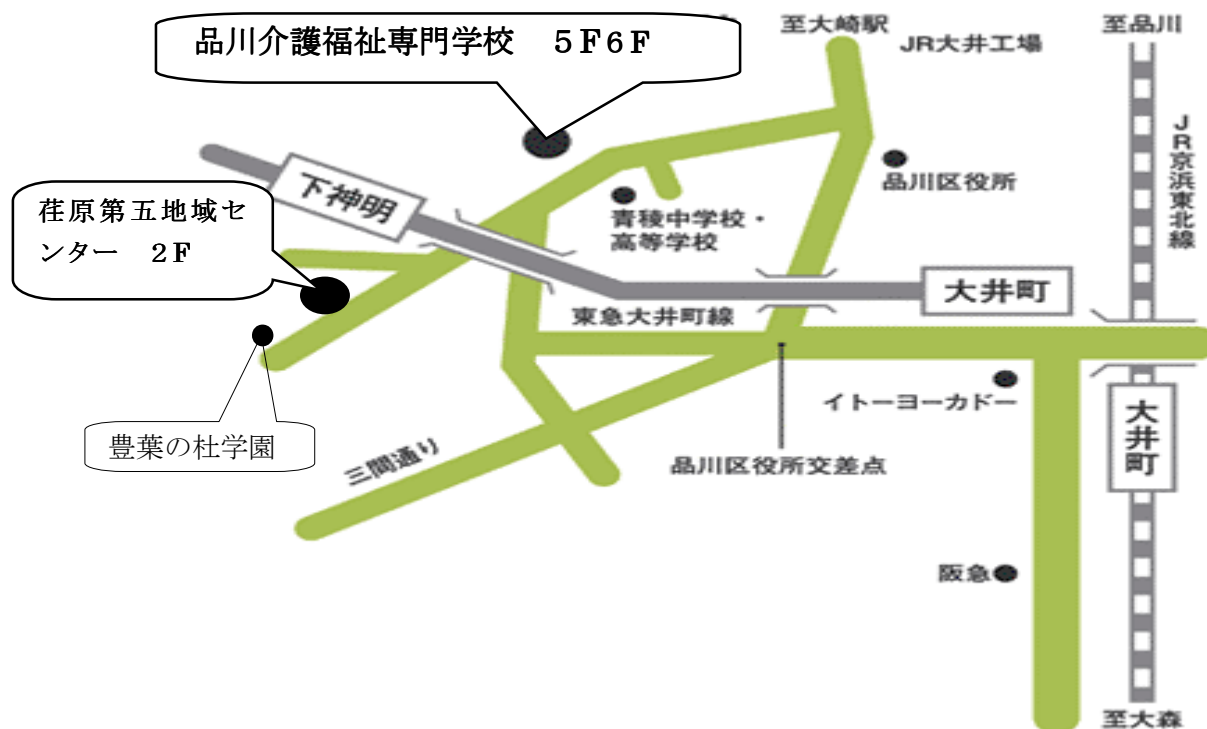 品川介護福祉専門学校　５F６F
至大崎駅
JR大井工場
至品川
JR京浜東北線
品川区役所
下神明
荏原第五地域セ
ンター　２F
青稜中学校・
高等学校
大井町
東急大井町線
イトーヨーカドー
大井町
豊葉の杜学園
三間通り
品川区役所交差点
阪急
至大森